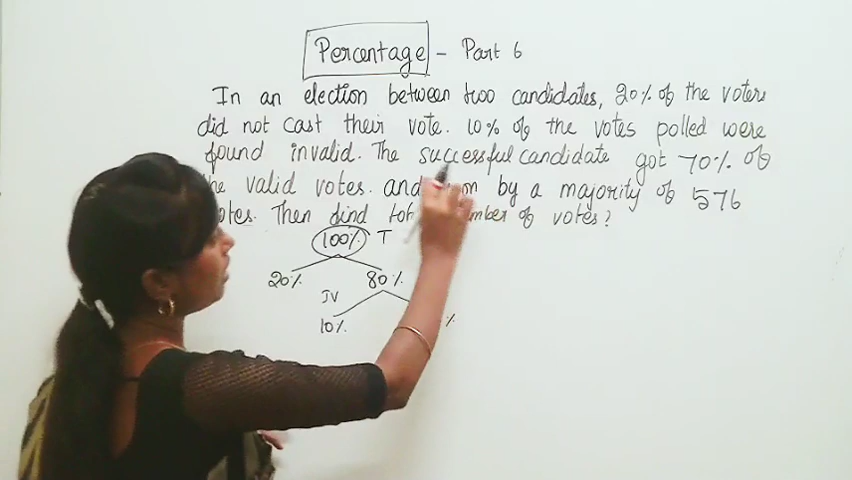 Percentage - Part 6
In an election between two candidates, 20% of the voters
did not cast their vote. 10% of the votes polled were
found invalid. The successful candidate got 70% of
the valid votes. and by a majority of 576
Then find of votes?
100% T
20% 80%
IV
10% %